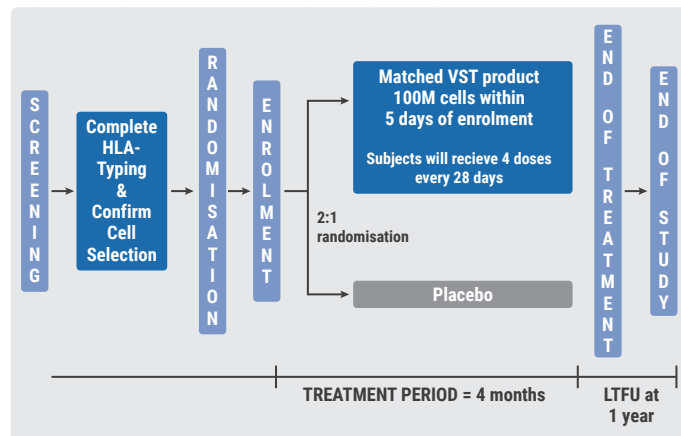 SCREENING
Complete
HLA-
Typing
&
Confirm
Cell
Selection
RANDOMISATION
ENROLMENT
2:1
randomisation
Matched VST product
100M cells within
5 days of enrolment
Subjects will recieve 4 doses
every 28 days
Placebo
END OF TREATMENT
END OF STUDY
TREATMENT PERIOD = 4 months
LTFU at
1 year